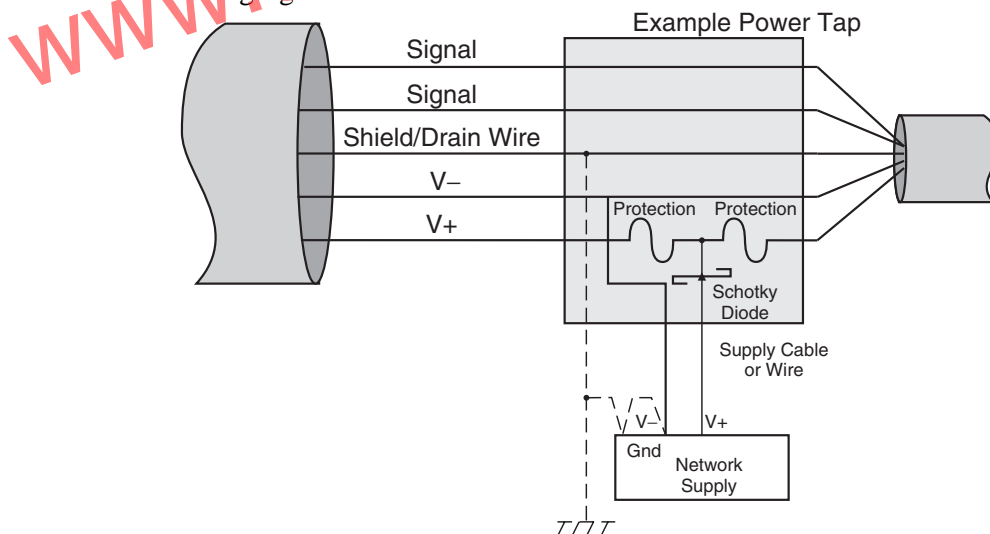 Example Power Tap
Signal
Signal
Shield/Drain Wire
V–
V+
Protection Protection
Schotky
Diode
Supply Cable
or Wire
V– V+
Gnd
Network
Supply